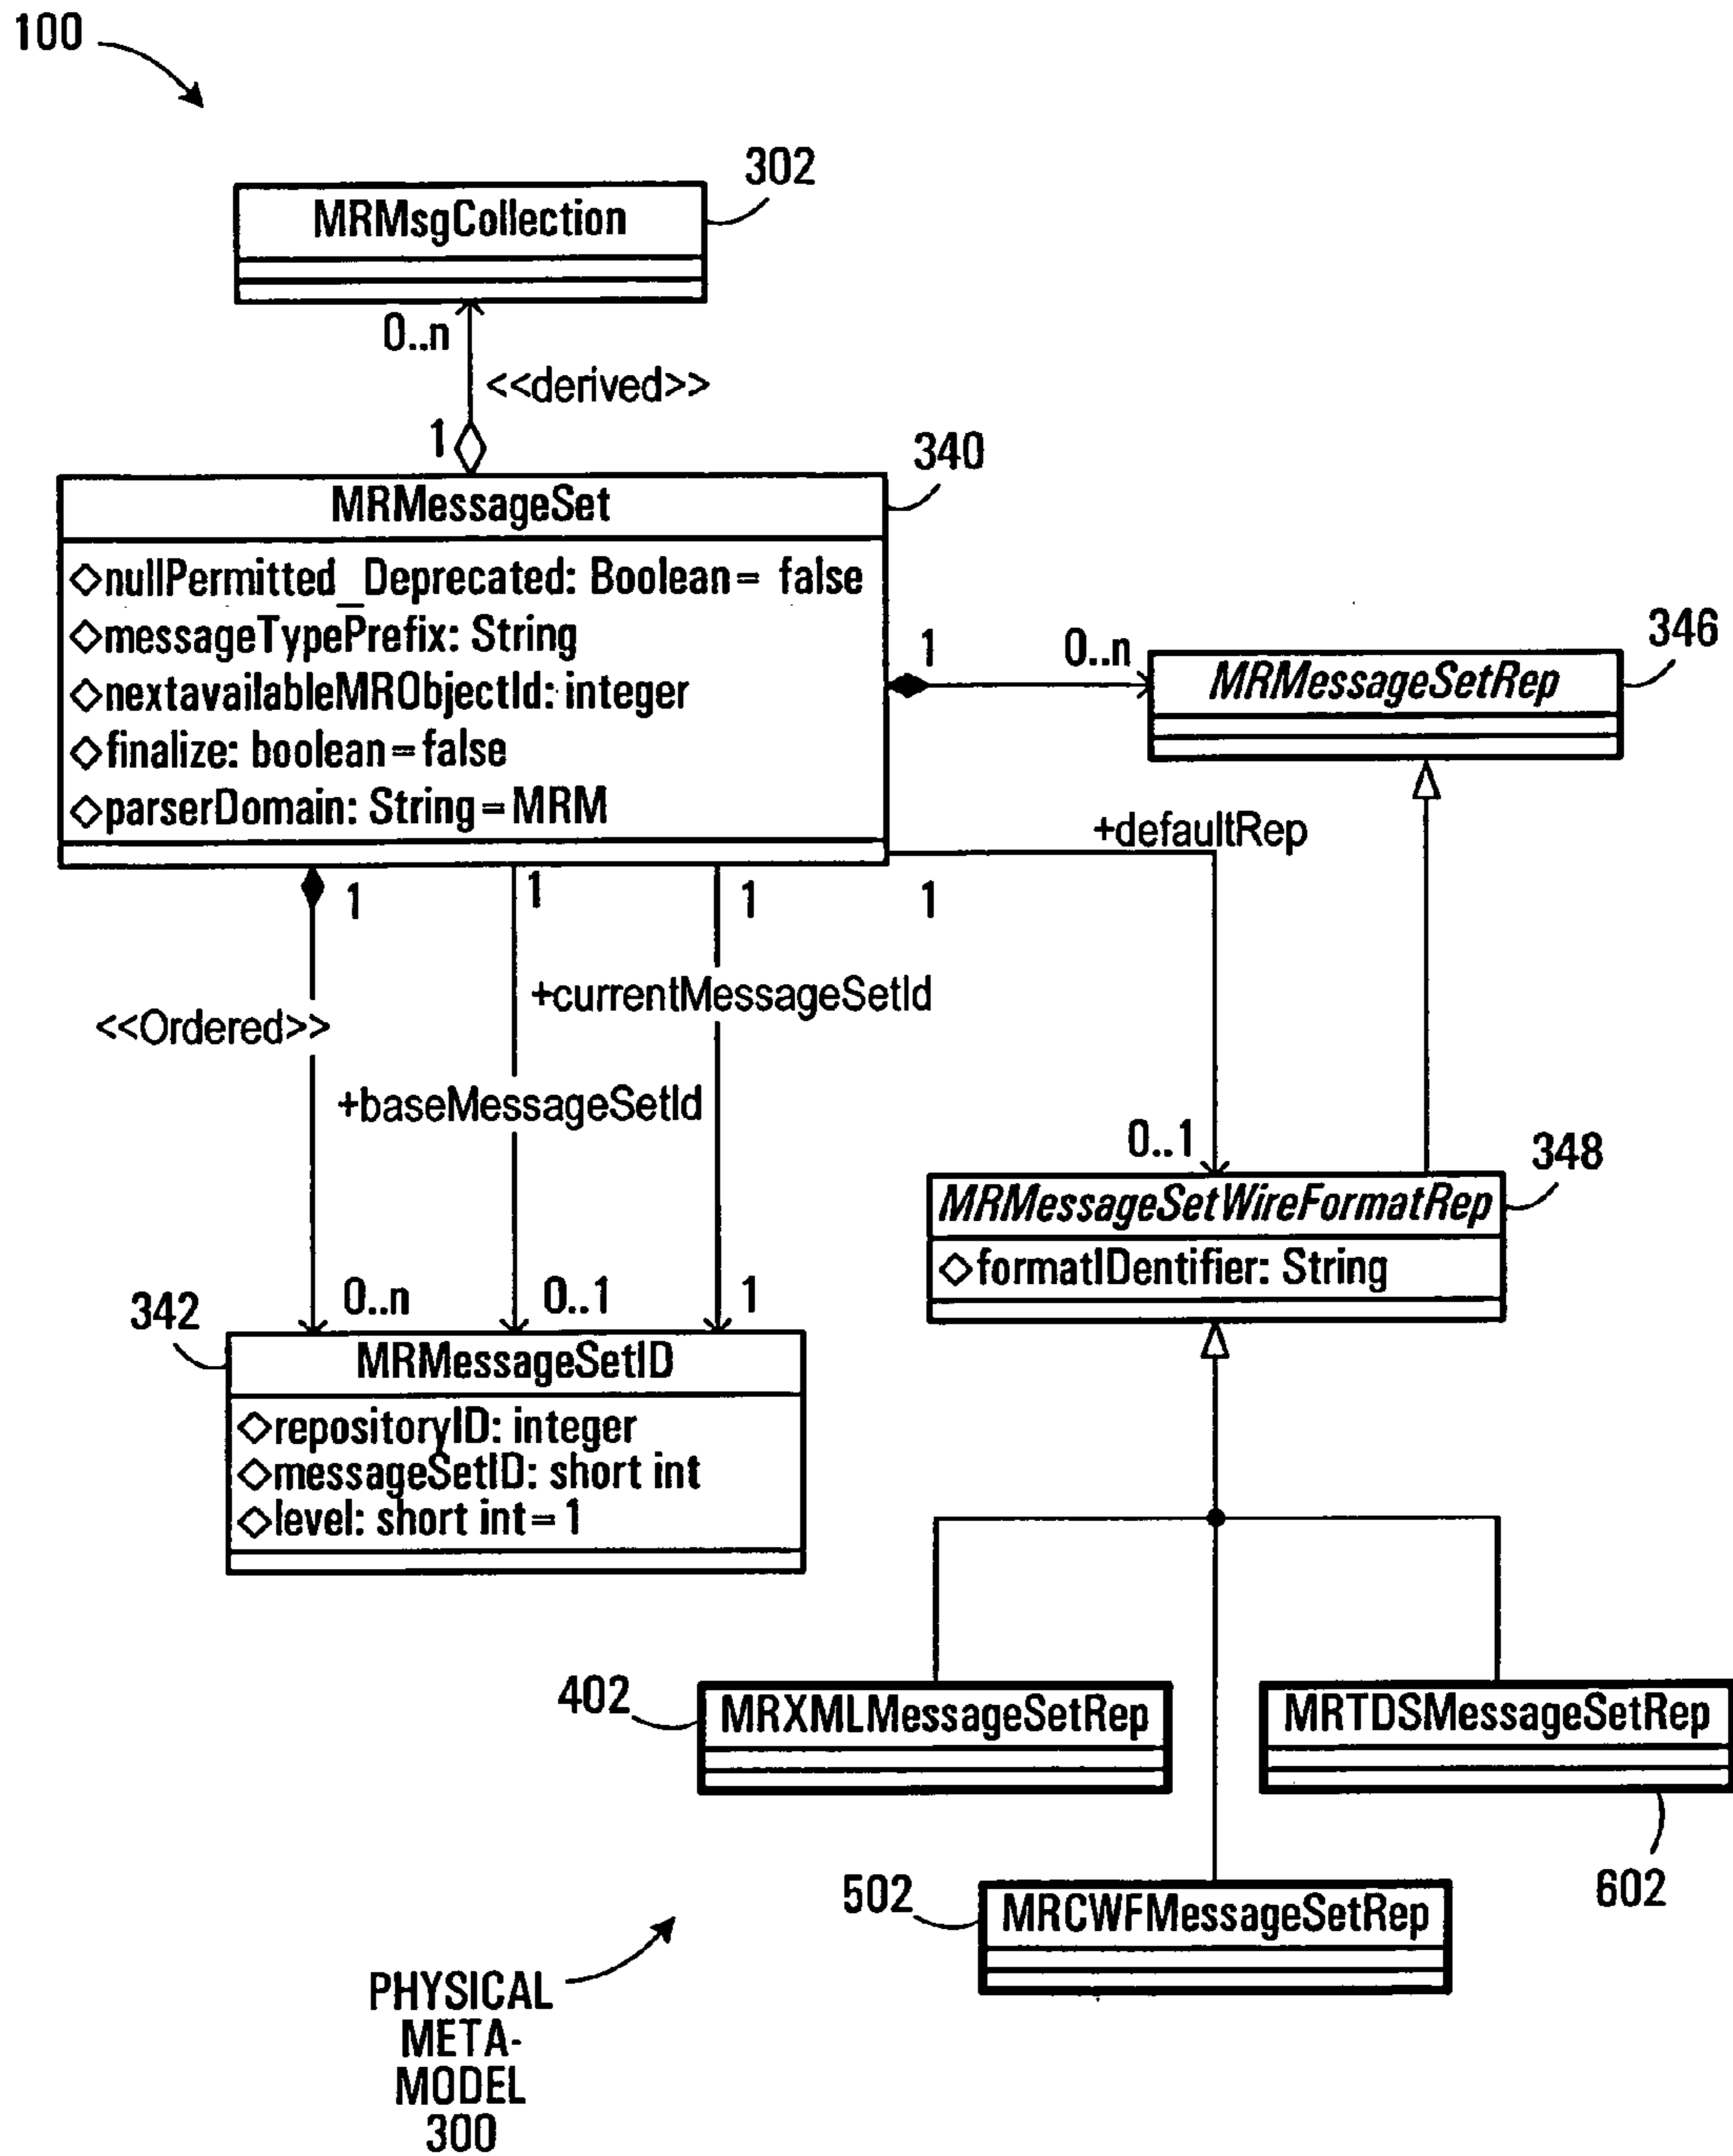 100
302
MRMsgCollection
0..n
<<derived>>
1
340
MRMessageSet
nullPermitted_Deprecated: Boolean= false
messageTypePrefix: String
nextavailableMRObjectId: integer
finalize: boolean=false
parserDomain: String=MRM
1
0..n
346
MRMessageSetRep
+defaultRep
1
1
1
1
+currentMessageSetId
<<Ordered>>
+baseMessageSetId
0..1
348
MRMessageSetWireFormatRep
formatIDentifier: String
342
0..n
0..1
1
MRMessageSetID
repositoryID: integer
messageSetID: short int
level: short int=1
402
MRXMLMessageSetRep
MRTDSMessageSetRep
602
502
MRCWFMessageSetRep
PHYSICAL
META-
MODEL
300